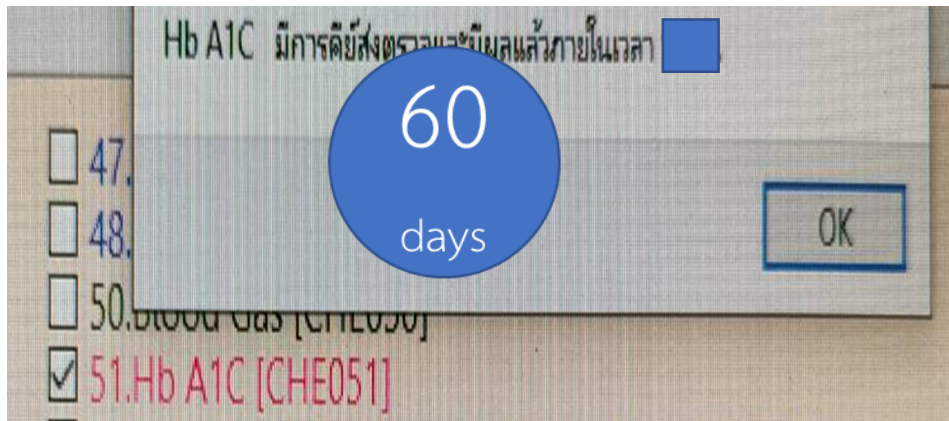 Hb A1C มีการคีย์ส่งตรวจและมีผลแล้วภายในเวลา
60
days
OK
47.
48.
50.Blood Gas [CHE050]
51.Hb A1C [CHE051]